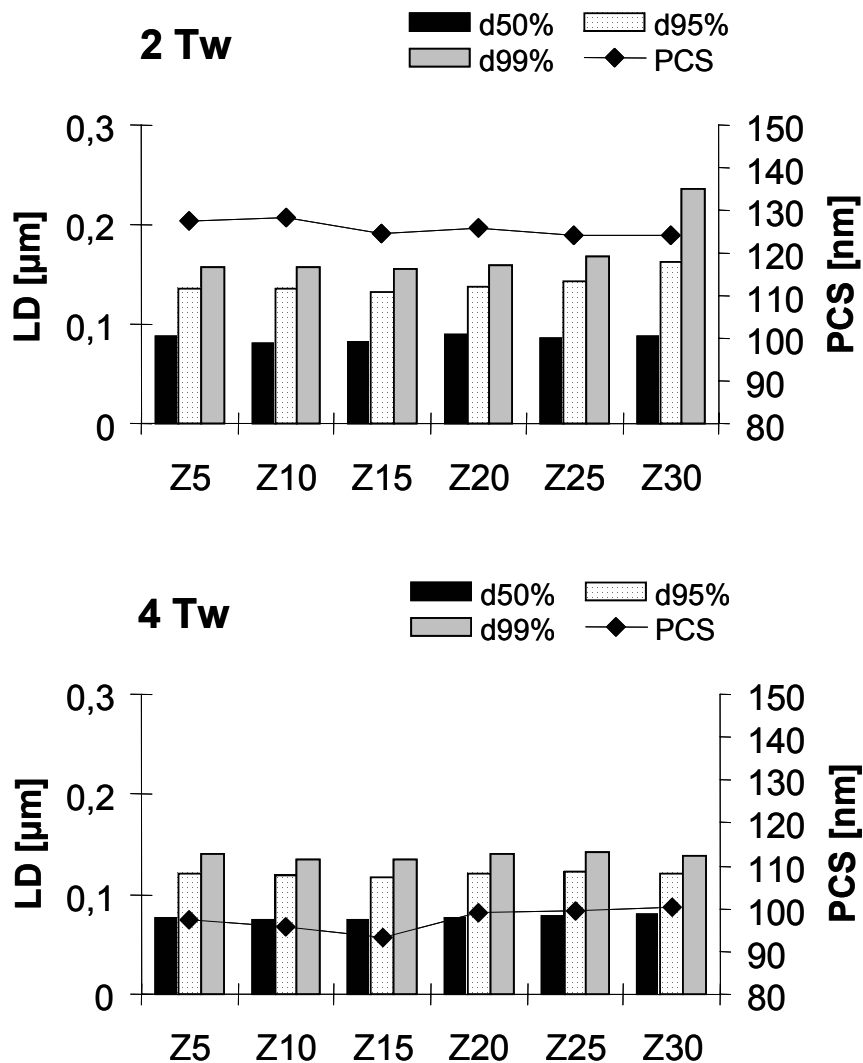 2 Tw
d50% d95%
d99% PCS
0,3 150
140
130
0,2 120
110
0,1 100
90
0 80
LD [µm]
PCS [nm]
Z5 Z10 Z15 Z20 Z25 Z30
4 Tw
d50% d95%
d99% PCS
0,3 150
140
130
0,2 120
110
0,1 100
90
0 80
LD [µm]
PCS [nm]
Z5 Z10 Z15 Z20 Z25 Z30